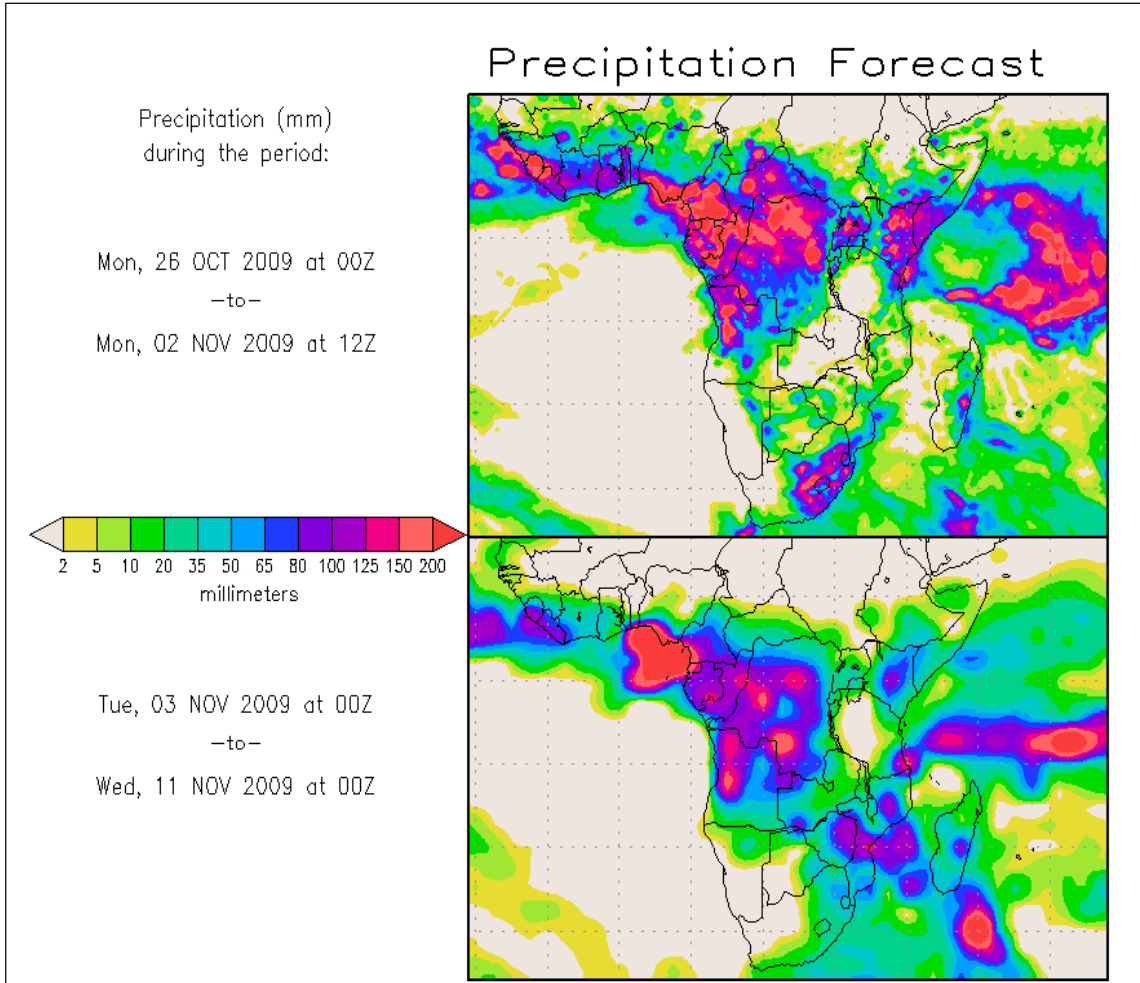 Precipitation Forecast
Precipitation (mm)
during the period:
Mon, 26 OCT 2009 at 00Z
—to—
Mon, 02 NOV 2009 at 12Z
2 5 10 20 35 50 65 80 100 125 150 200
millimeters
Tue, 03 NOV 2009 at 00Z
—to—
Wed, 11 NOV 2009 at 00Z